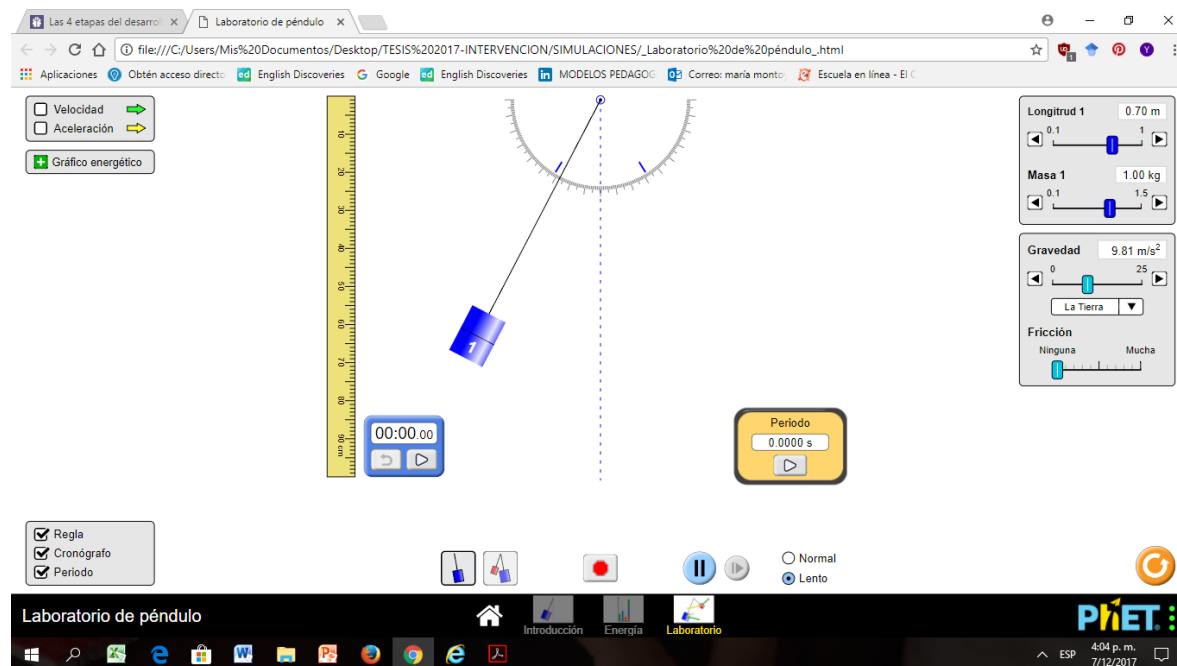 Las 4 etapas del desarrol
Laboratorio de péndulo
file:///C:/Users/Mis%20Documentos/Desktop/TESIS%202017-INTERVENCION/SIMULACIONES/_Laboratorio%20de%20péndulo_.html
Aplicaciones Obtén acceso directo English Discoveries Google English Discoveries MODELOS PEDAGOG Correo: maría monto Escuela en línea - El C
Velocidad
Aceleración
Gráfico energético
10
20
30
40
50
60
70
80
90 cm
1
00:00.00
Periodo
0.0000 s
Longitrud 1 0.70 m
0.1 1
Masa 1 1.00 kg
0.1 1.5
Gravedad 9.81 m/s²
0 25
La Tierra
Fricción
Ninguna Mucha
Regla
Cronógrafo
Periodo
Normal
Lento
Laboratorio de péndulo
Introducción
Energía
Laboratorio
PhET
ESP
4:04 p. m.
7/12/2017